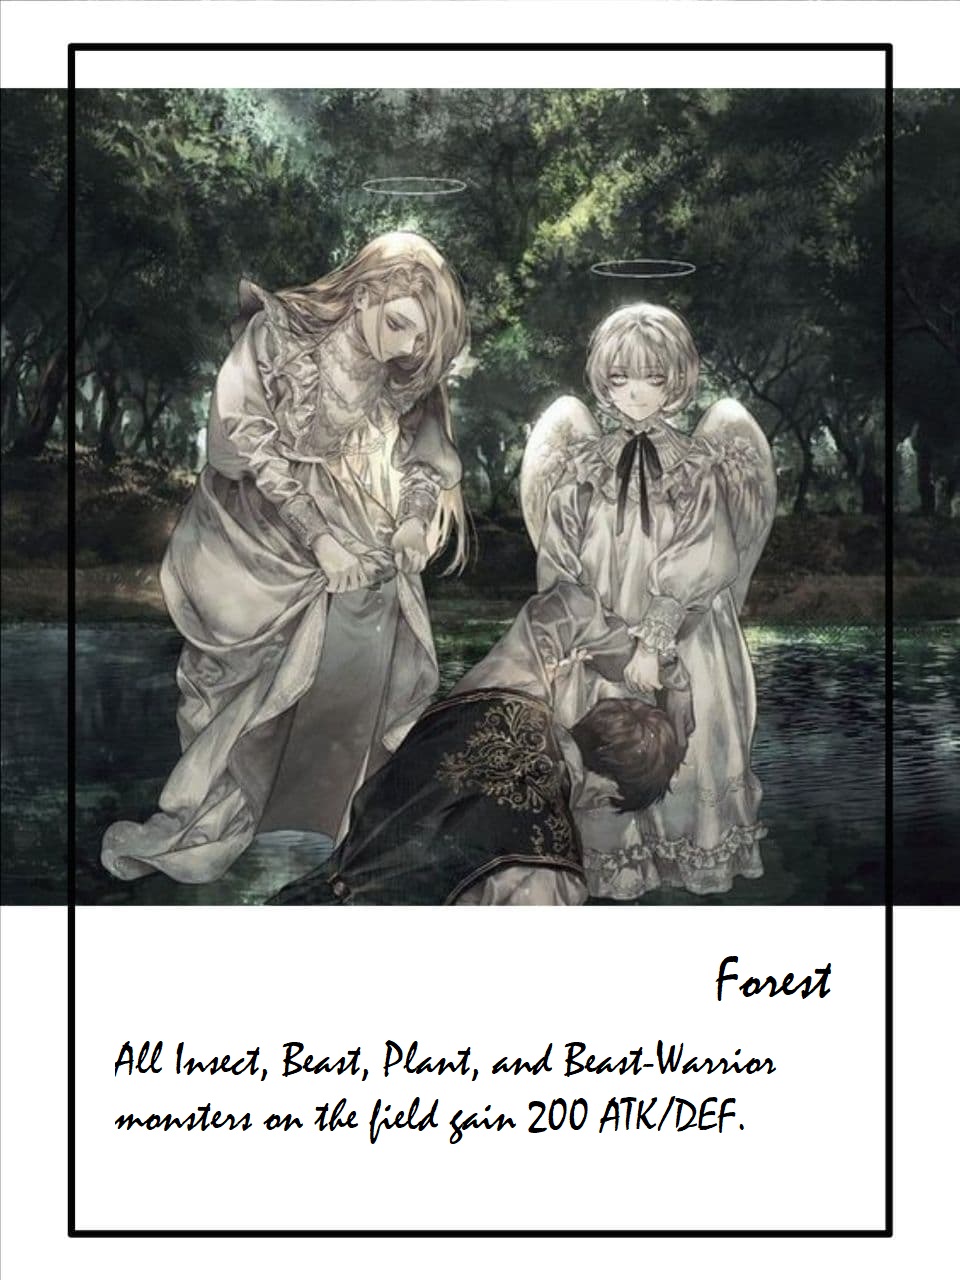 Forest
All Insect, Beast, Plant, and Beast-Warrior
monsters on the field gain 200 ATK/DEF.